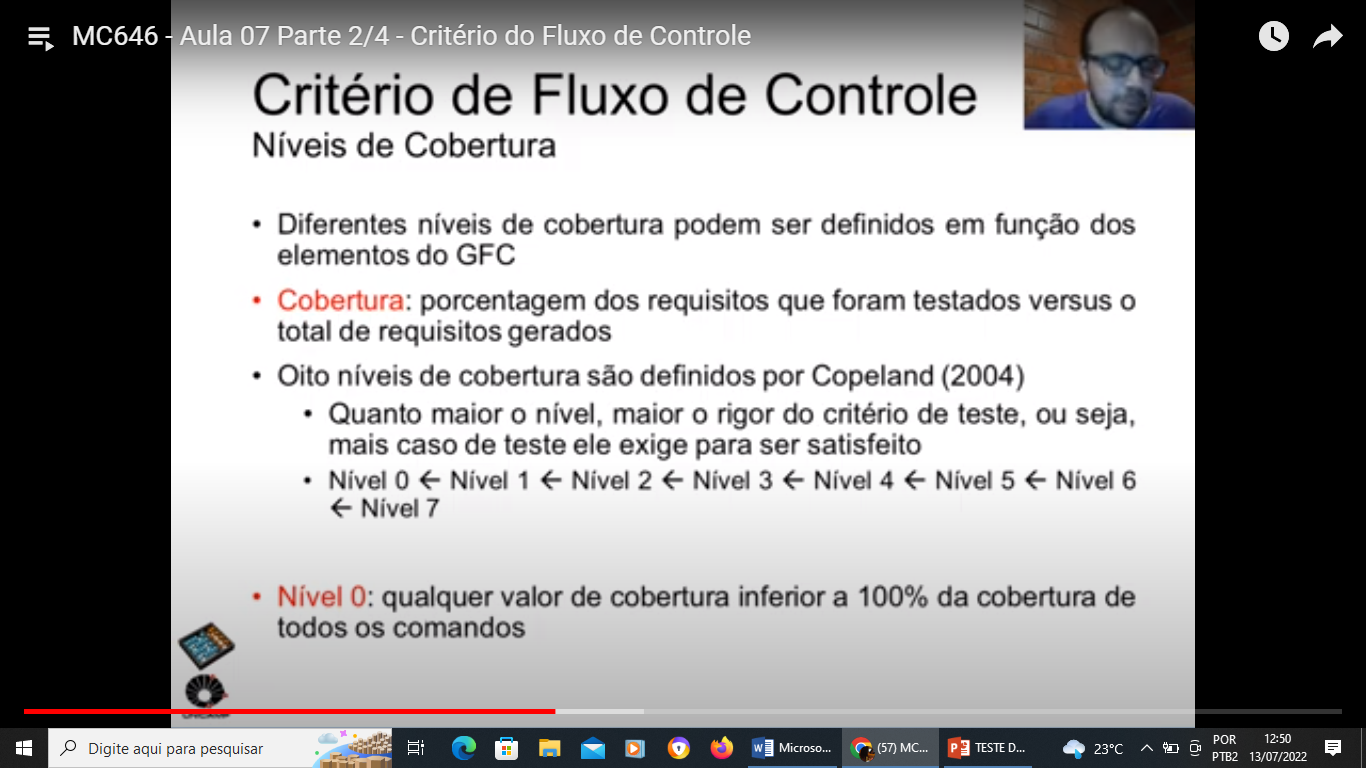 MC646 - Aula 07 Parte 2/4 - Critério do Fluxo de Controle
Critério de Fluxo de Controle
Níveis de Cobertura
• Diferentes níveis de cobertura podem ser definidos em função dos
elementos do GFC
• Cobertura: porcentagem dos requisitos que foram testados versus o
total de requisitos gerados
• Oito níveis de cobertura são definidos por Copeland (2004)
• Quanto maior o nível, maior o rigor do critério de teste, ou seja,
mais caso de teste ele exige para ser satisfeito
• Nível 0 ← Nível 1 ← Nível 2 ← Nível 3 ← Nível 4 ← Nível 5 ← Nível 6
← Nível 7
• Nível 0: qualquer valor de cobertura inferior a 100% da cobertura de
todos os comandos
UNICAMP
Digite aqui para pesquisar
Microso...
(57) MC...
TESTE D...
23°C
POR
PTB2
12:50
13/07/2022